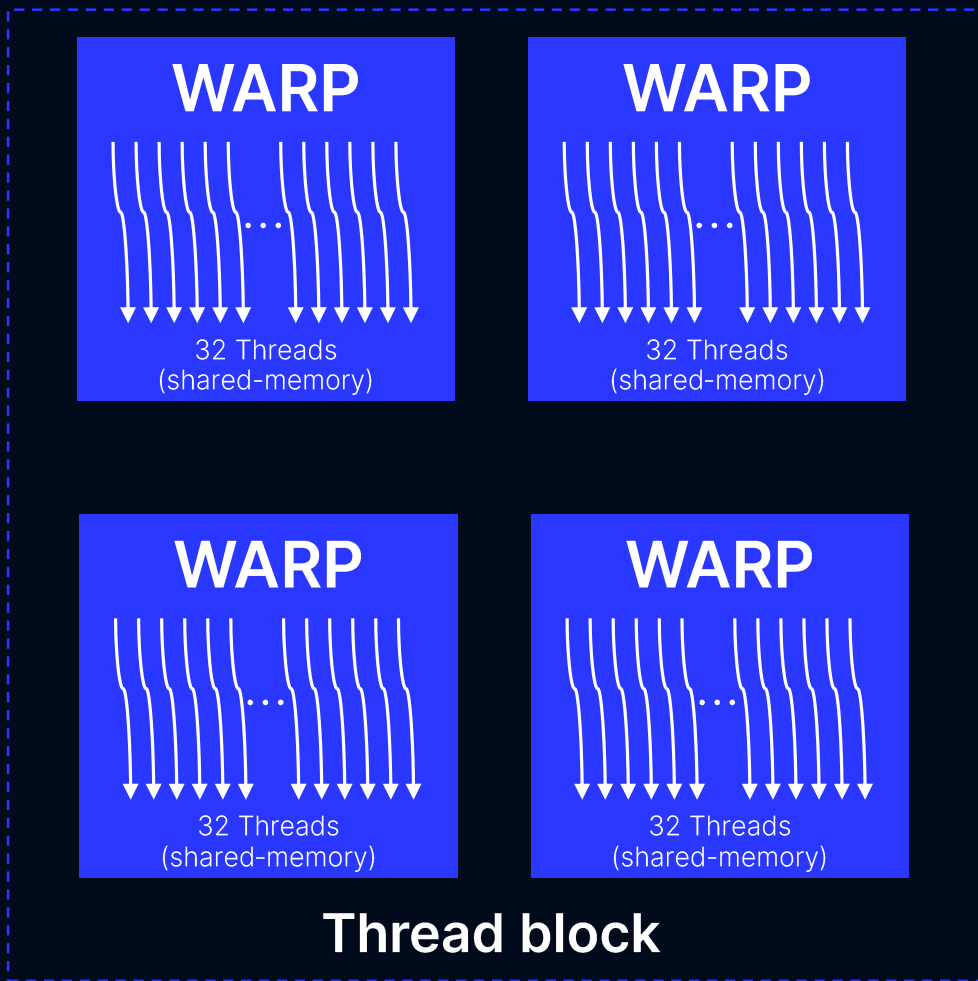 WARP
32 Threads
(shared-memory)
WARP
32 Threads
(shared-memory)
WARP
32 Threads
(shared-memory)
WARP
32 Threads
(shared-memory)
Thread block